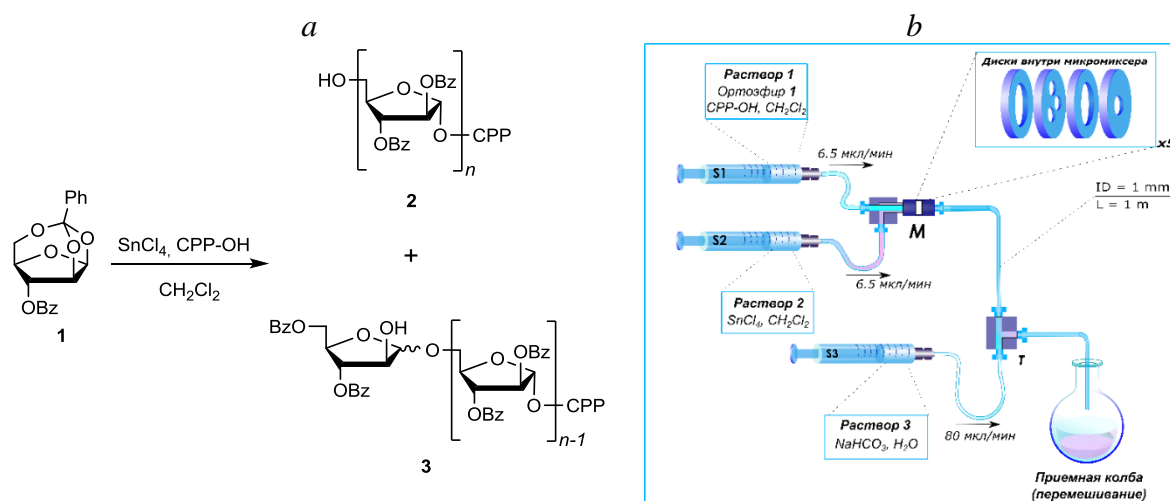 a
b
HO
O
OBz
OBz
O
CPP
n
2
Ph
O
O
O
O
OBz
1
SnCl4, CPP-OH
CH2Cl2
+
BzO
O
OH
OBz
O
O
OBz
OBz
O
CPP
n-1
3
Диски внутри микромиксера
x5
Раствор 1
Ортоэфир 1
CPP-OH, CH2Cl2
6.5 мкл/мин
S1
M
ID = 1 mm
L = 1 m
S2
6.5 мкл/мин
Раствор 2
SnCl4, CH2Cl2
S3
T
Раствор 3
NaHCO3, H2O
80 мкл/мин
Приемная колба
(перемешивание)